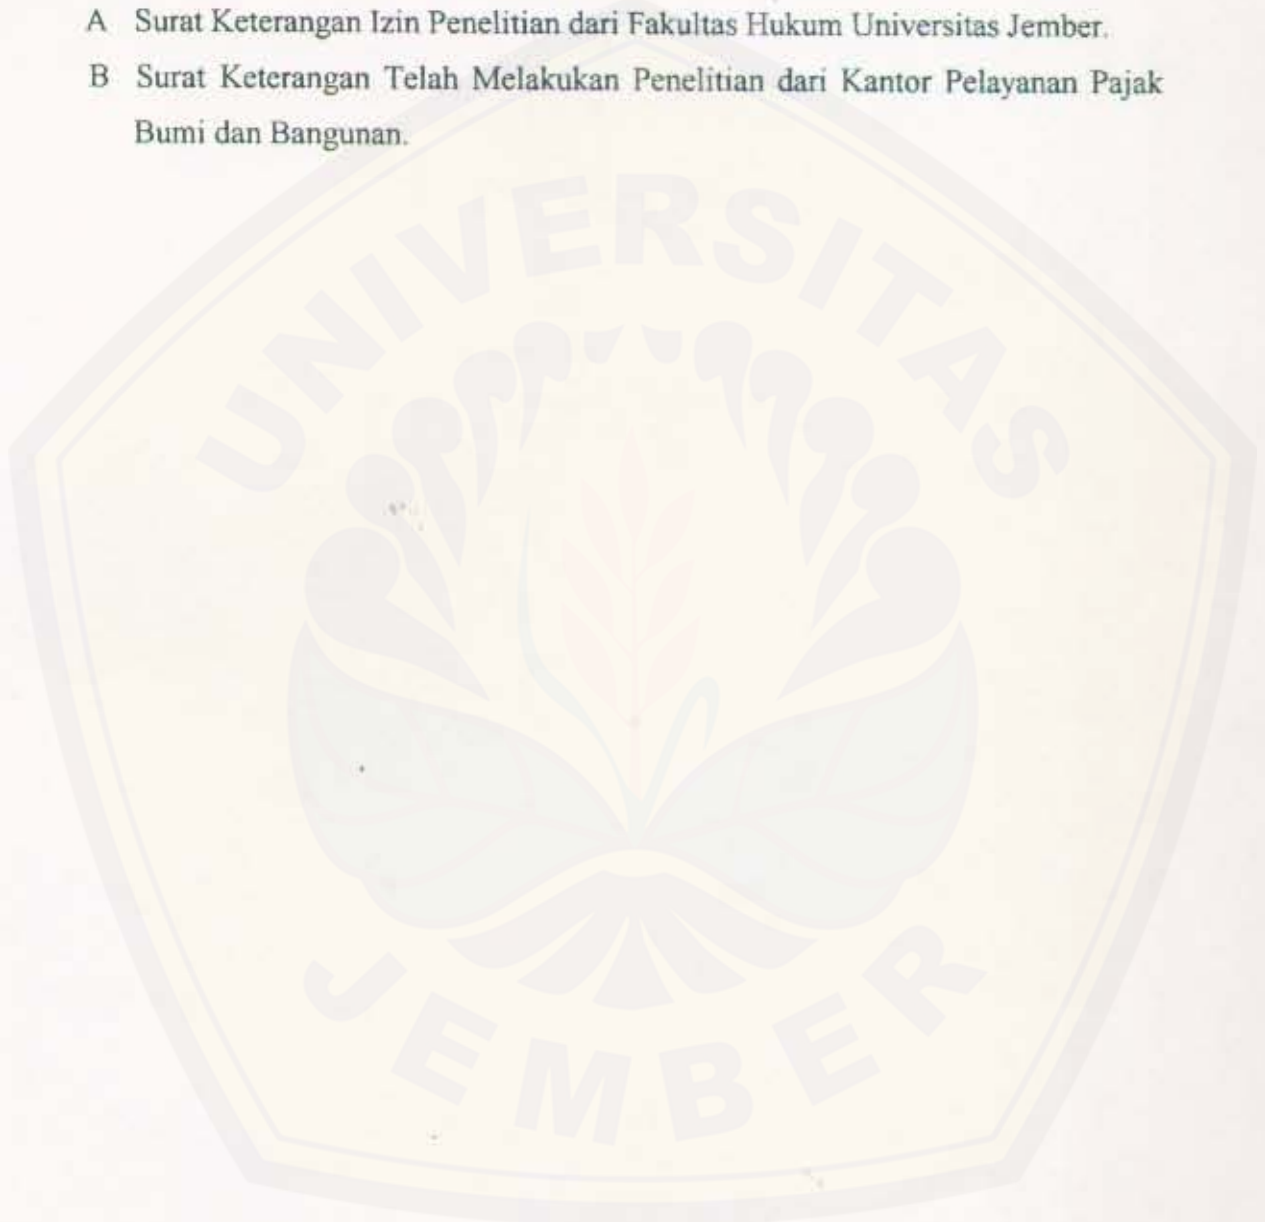 A Surat Keterangan Izin Penelitian dari Fakultas Hukum Universitas Jember.
B Surat Keterangan Telah Melakukan Penelitian dari Kantor Pelayanan Pajak
Bumi dan Bangunan.
UNIVERSITAS
JEMBER